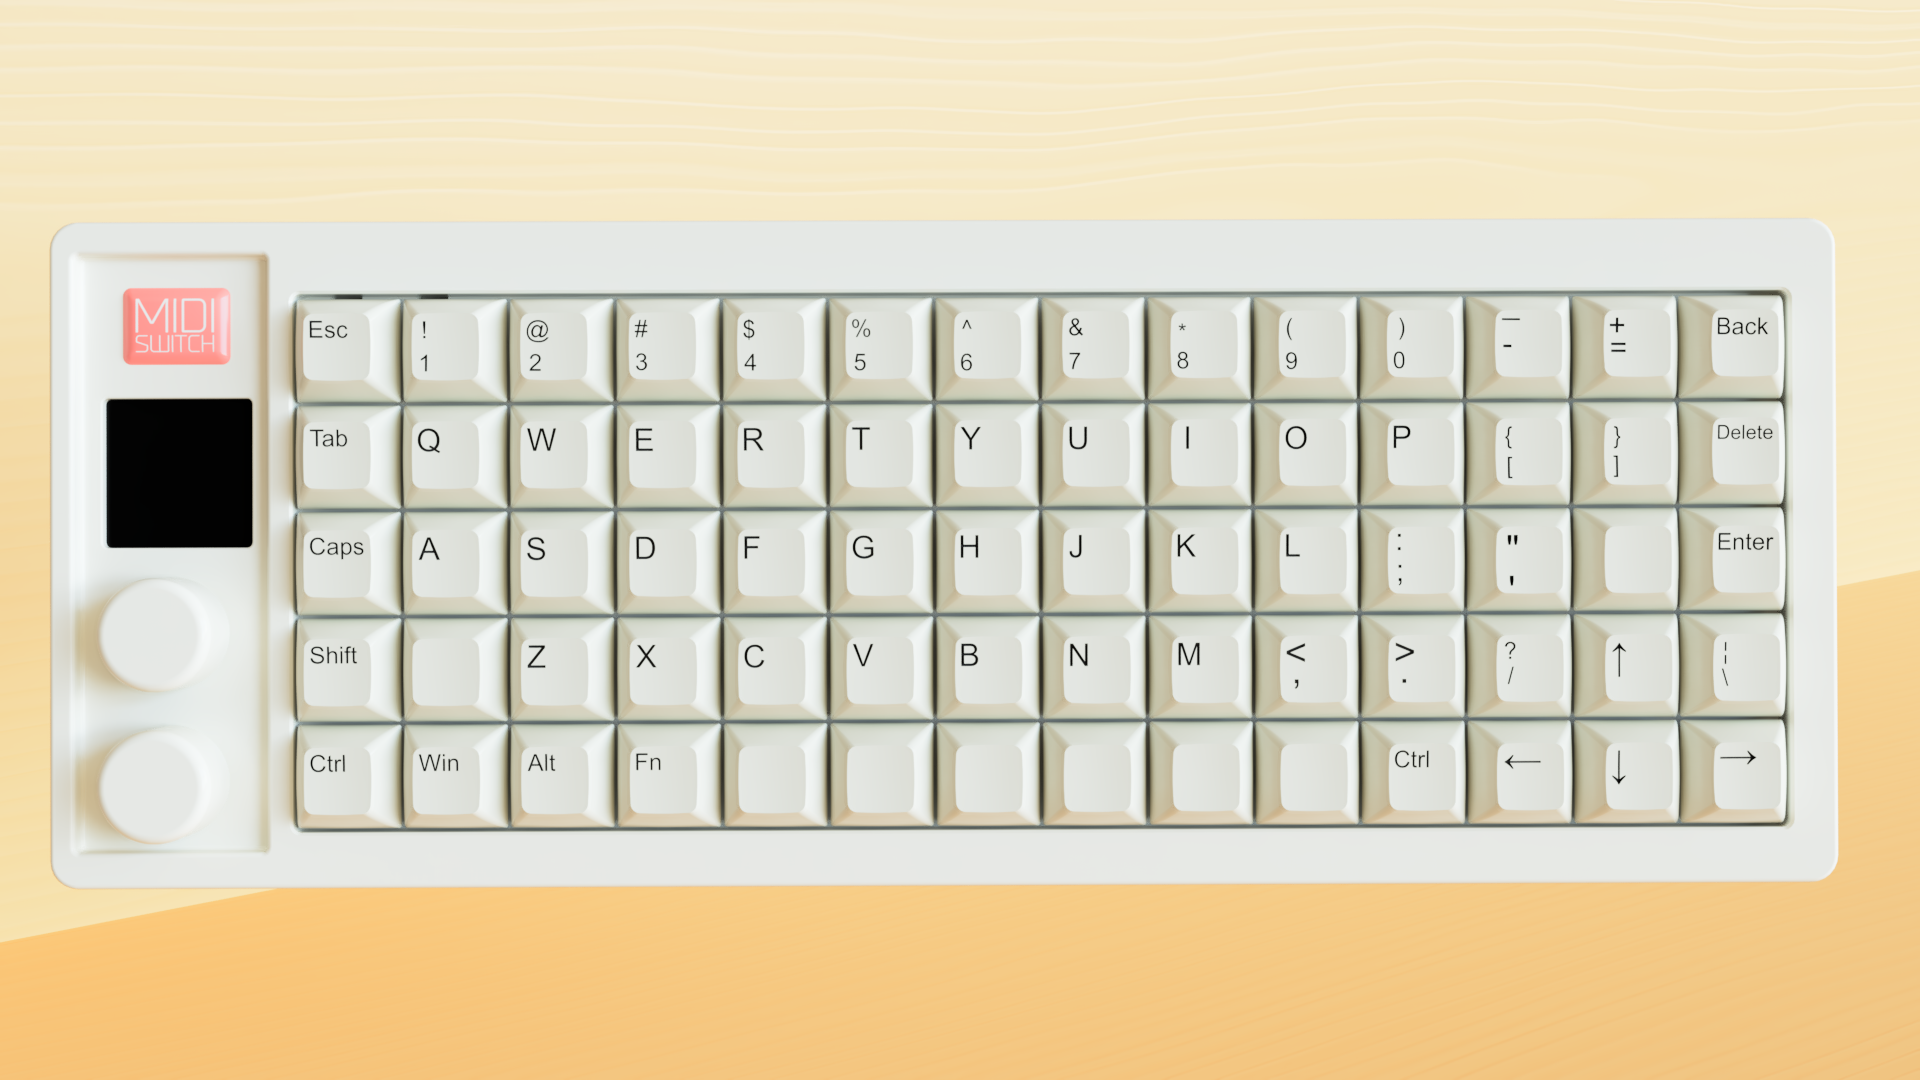 MIDI
SWITCH
Esc ! @ # $ % ^ & * ( ) — + Back
1 2 3 4 5 6 7 8 9 0 - =
Tab Q W E R T Y U I O P { } Delete
[ ]
Caps A S D F G H J K L : " Enter
; '
Shift Z X C V B N M < > ? ↑ ¦
, . / \
Ctrl Win Alt Fn Ctrl ← ↓ →